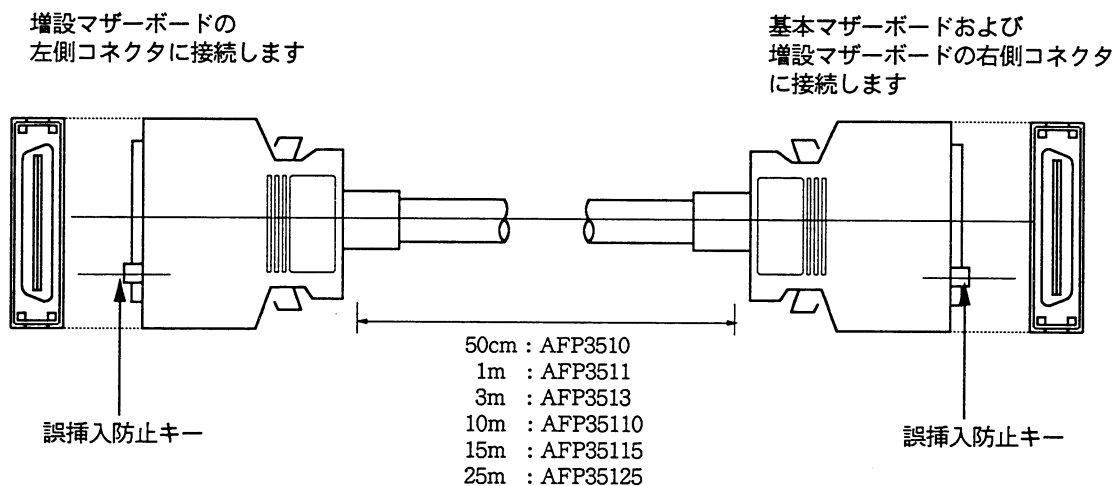 増設マザーボードの
左側コネクタに接続します
基本マザーボードおよび
増設マザーボードの右側コネクタ
に接続します
50cm : AFP3510
1m : AFP3511
3m : AFP3513
10m : AFP35110
15m : AFP35115
25m : AFP35125
誤挿入防止キー
誤挿入防止キー